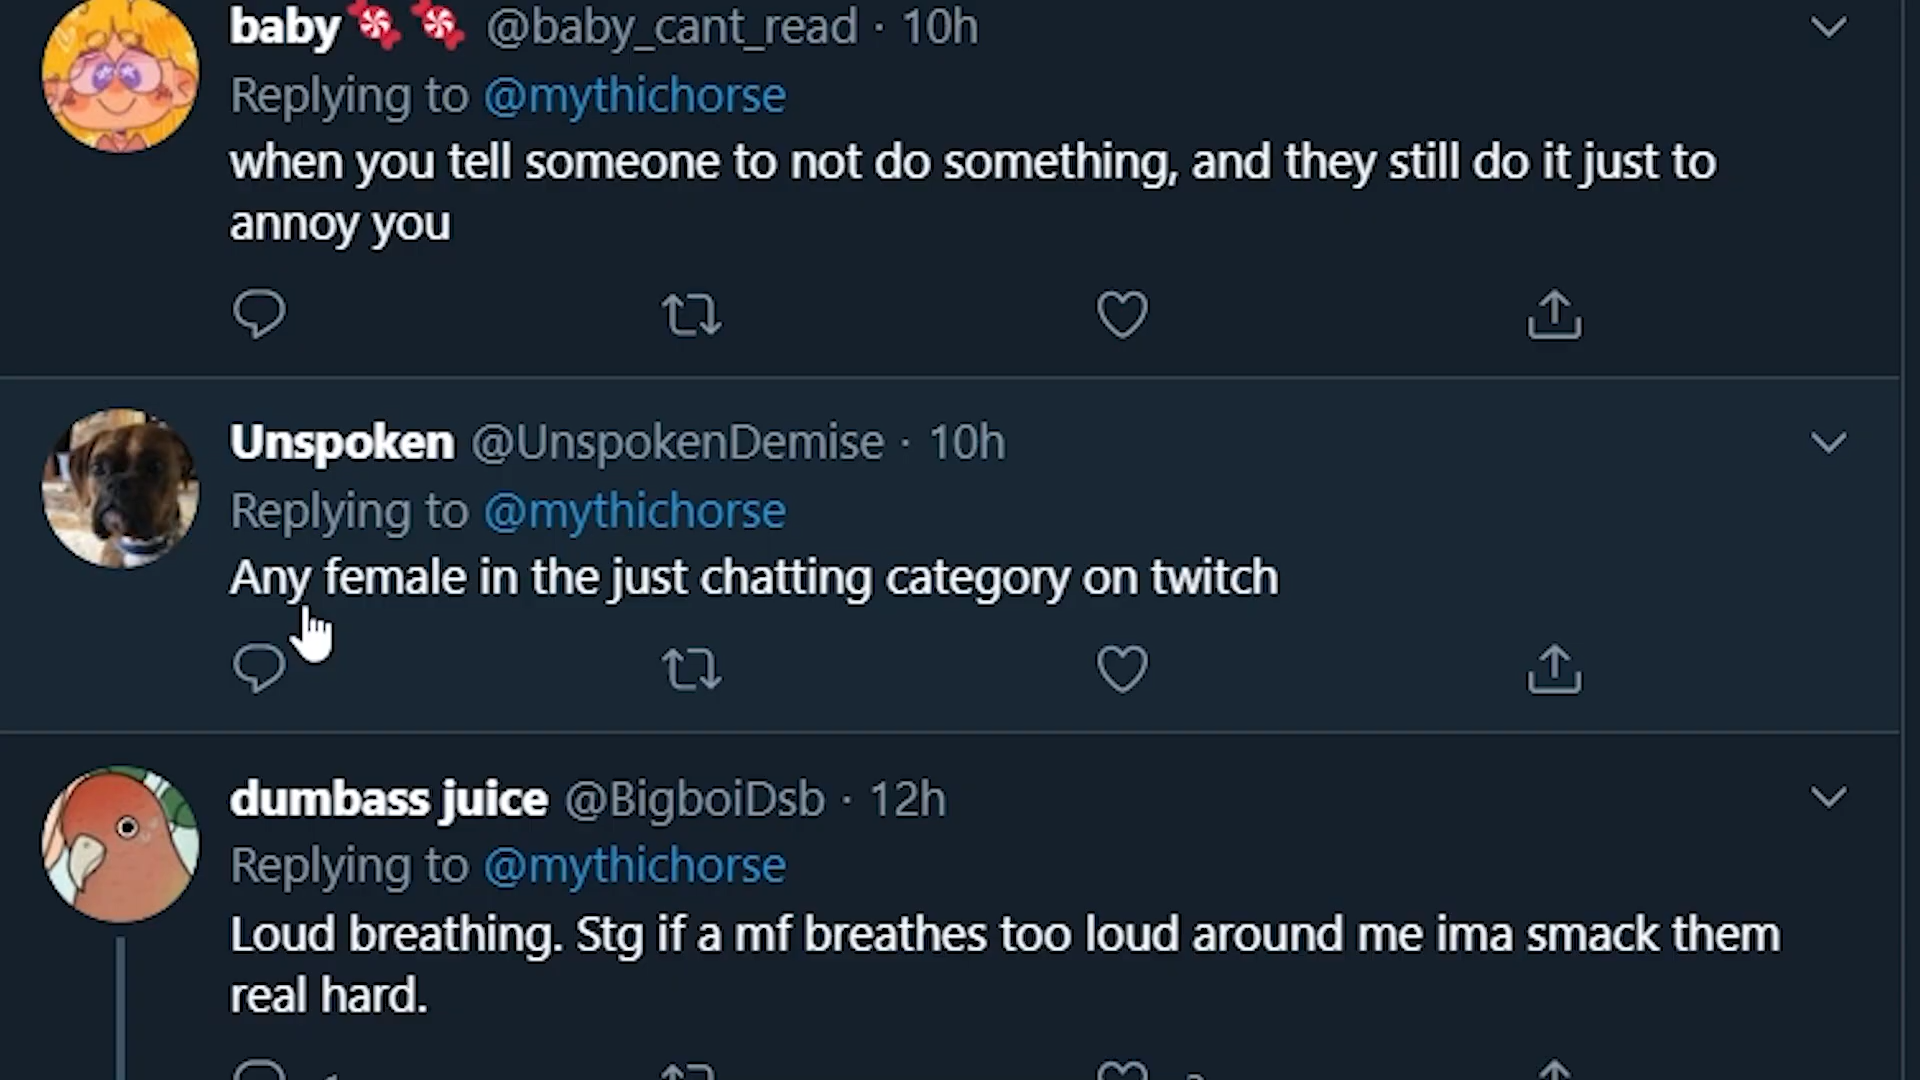 baby🍬🍬 @baby_cant_read · 10h
Replying to @mythichorse
when you tell someone to not do something, and they still do it just to
annoy you
Unspoken @UnspokenDemise · 10h
Replying to @mythichorse
Any female in the just chatting category on twitch
dumbass juice @BigboiDsb · 12h
Replying to @mythichorse
Loud breathing. Stg if a mf breathes too loud around me ima smack them
real hard.